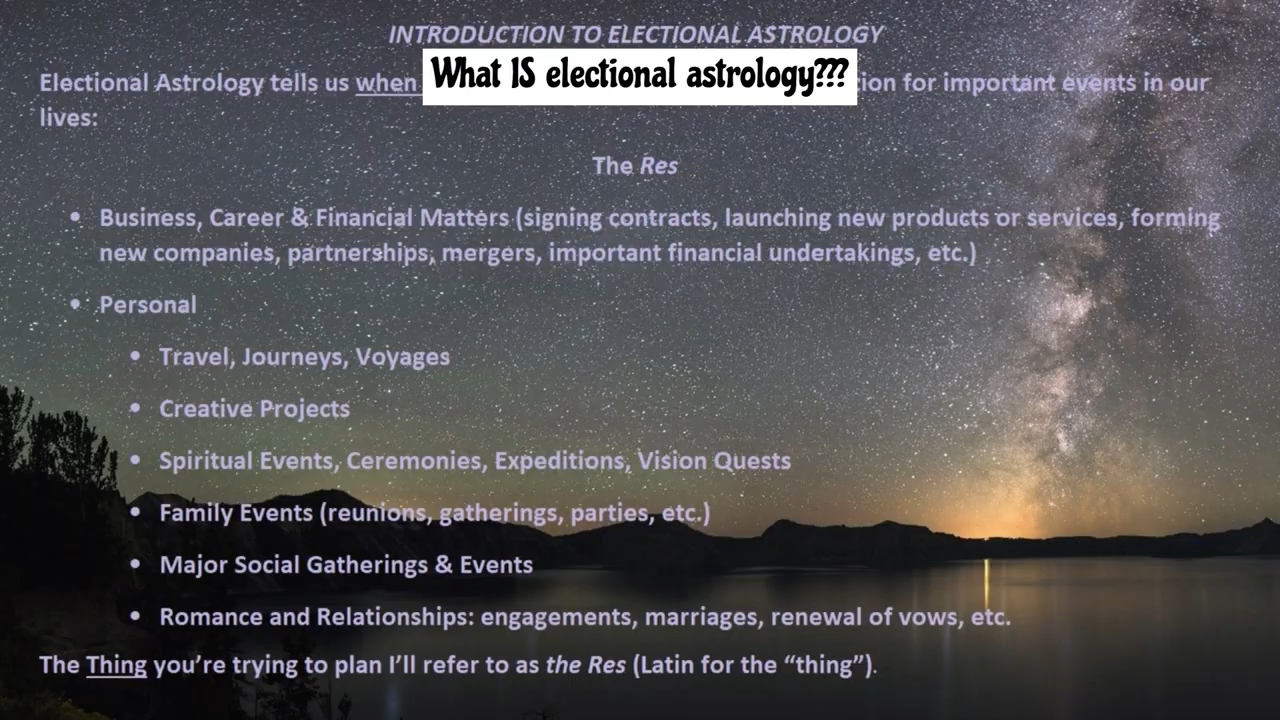 INTRODUCTION TO ELECTIONAL ASTROLOGY
What IS electional astrology???
Electional Astrology tells us when for important events in our
lives:
The Res
• Business, Career & Financial Matters (signing contracts, launching new products or services, forming
new companies, partnerships, mergers, important financial undertakings, etc.)
• Personal
• Travel, Journeys, Voyages
• Creative Projects
• Spiritual Events, Ceremonies, Expeditions, Vision Quests
• Family Events (reunions, gatherings, parties, etc.)
• Major Social Gatherings & Events
• Romance and Relationships: engagements, marriages, renewal of vows, etc.
The Thing you’re trying to plan I’ll refer to as the Res (Latin for the “thing”).